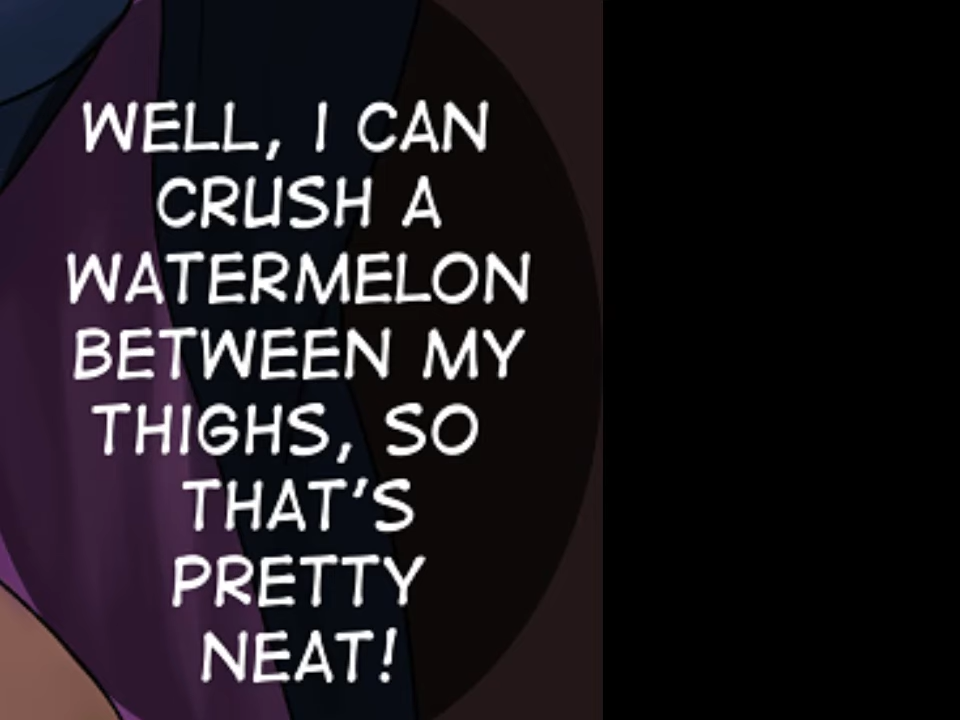 WELL, I CAN
CRUSH A
WATERMELON
BETWEEN MY
THIGHS, SO
THAT'S
PRETTY
NEAT!